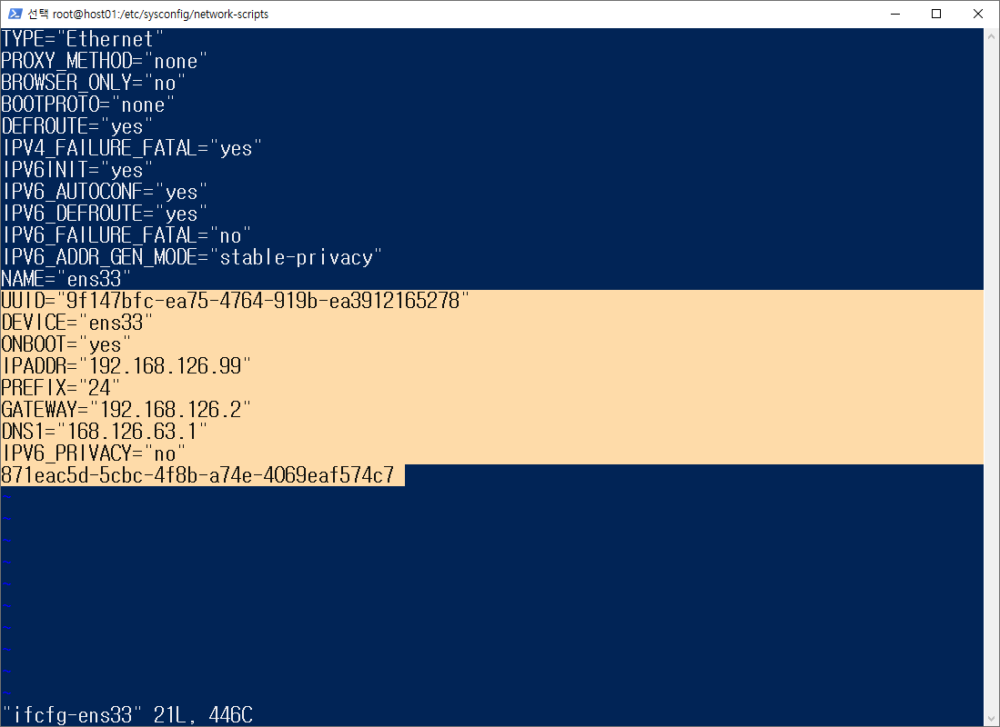 선택 root@host01:/etc/sysconfig/network-scripts
TYPE="Ethernet"
PROXY_METHOD="none"
BROWSER_ONLY="no"
BOOTPROTO="none"
DEFROUTE="yes"
IPV4_FAILURE_FATAL="yes"
IPV6INIT="yes"
IPV6_AUTOCONF="yes"
IPV6_DEFROUTE="yes"
IPV6_FAILURE_FATAL="no"
IPV6_ADDR_GEN_MODE="stable-privacy"
NAME="ens33"
UUID="9f147bfc-ea75-4764-919b-ea3912165278"
DEVICE="ens33"
ONBOOT="yes"
IPADDR="192.168.126.99"
PREFIX="24"
GATEWAY="192.168.126.2"
DNS1="168.126.63.1"
IPV6_PRIVACY="no"
871eac5d-5cbc-4f8b-a74e-4069eaf574c7
~
~
~
~
~
~
~
~
~
~
"ifcfg-ens33" 21L, 446C